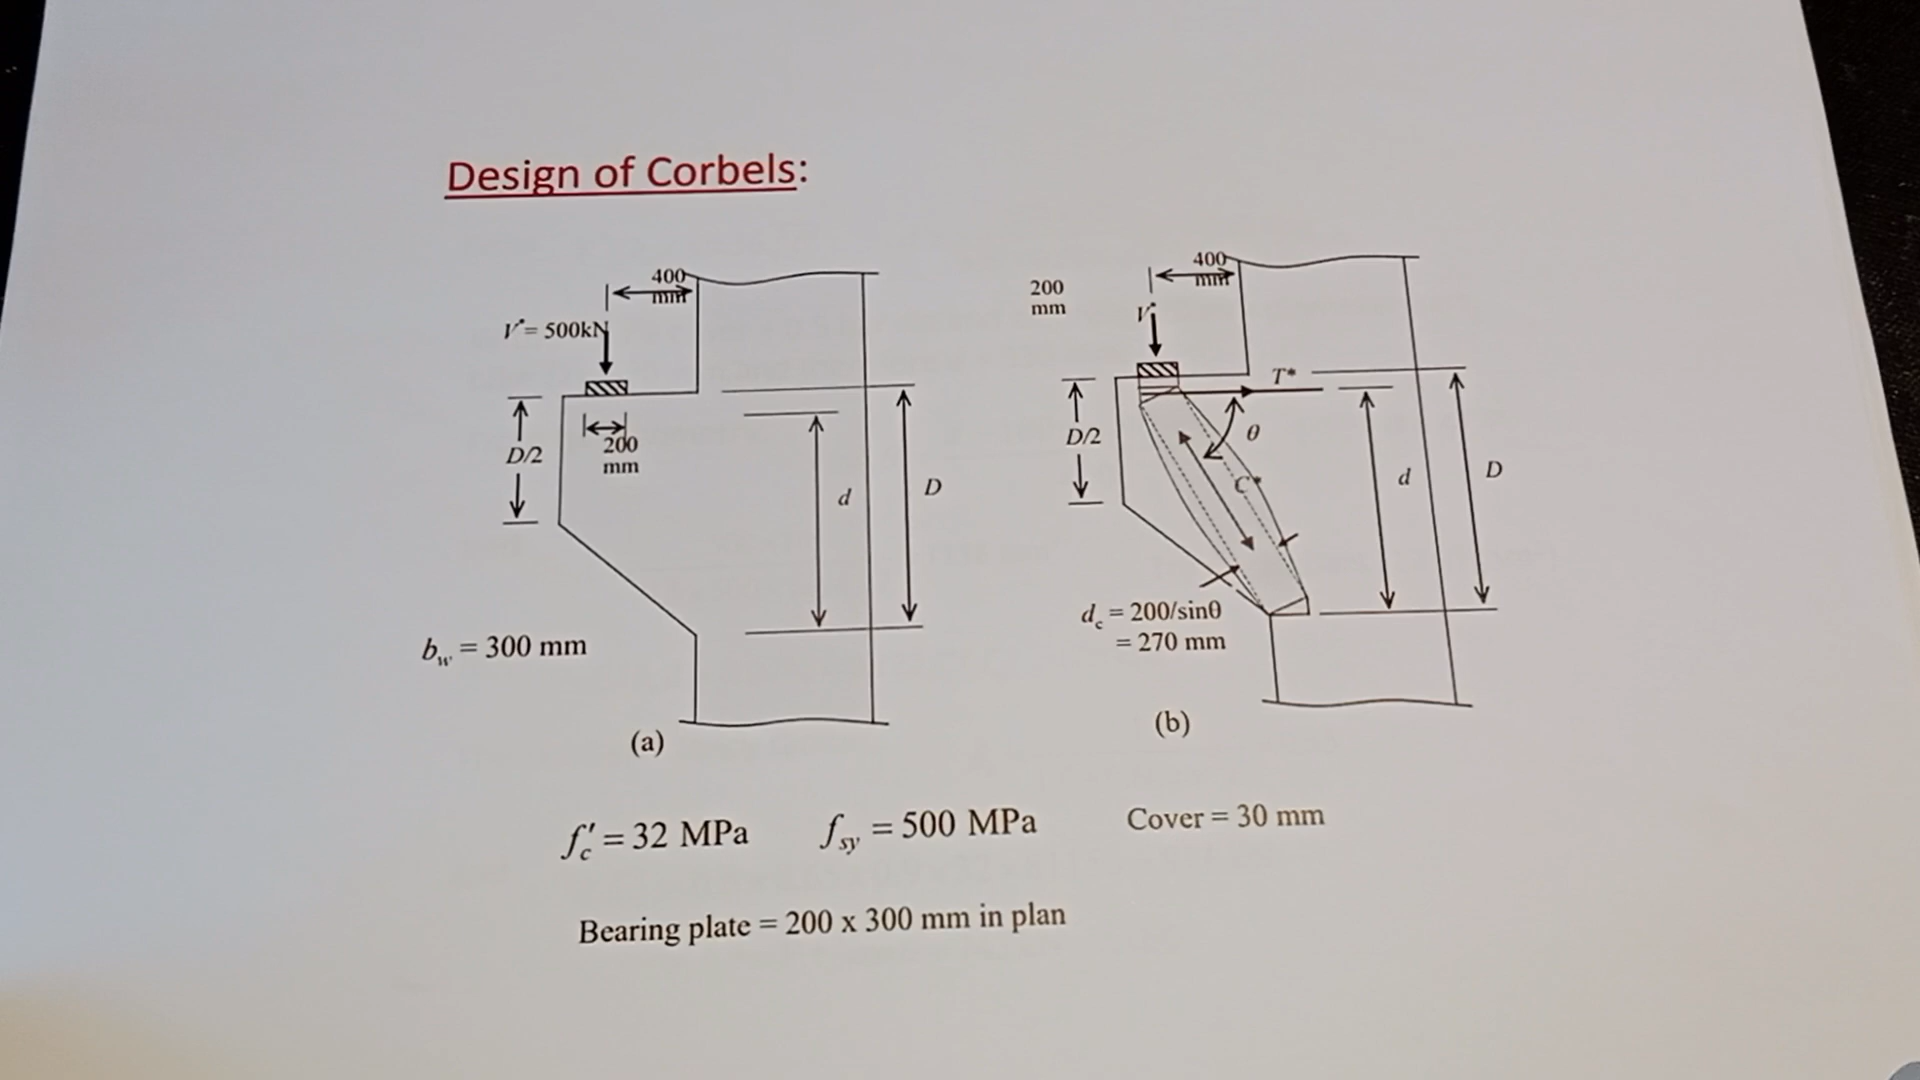 Design of Corbels:
400
mm
V* = 500kN
D/2
200
mm
d
D
b_w = 300 mm
(a)
200
mm
400
mm
V*
T*
D/2
θ
C*
d
D
d_c = 200/sinθ
= 270 mm
(b)
f'_c = 32 MPa f_sy = 500 MPa Cover = 30 mm
Bearing plate = 200 x 300 mm in plan